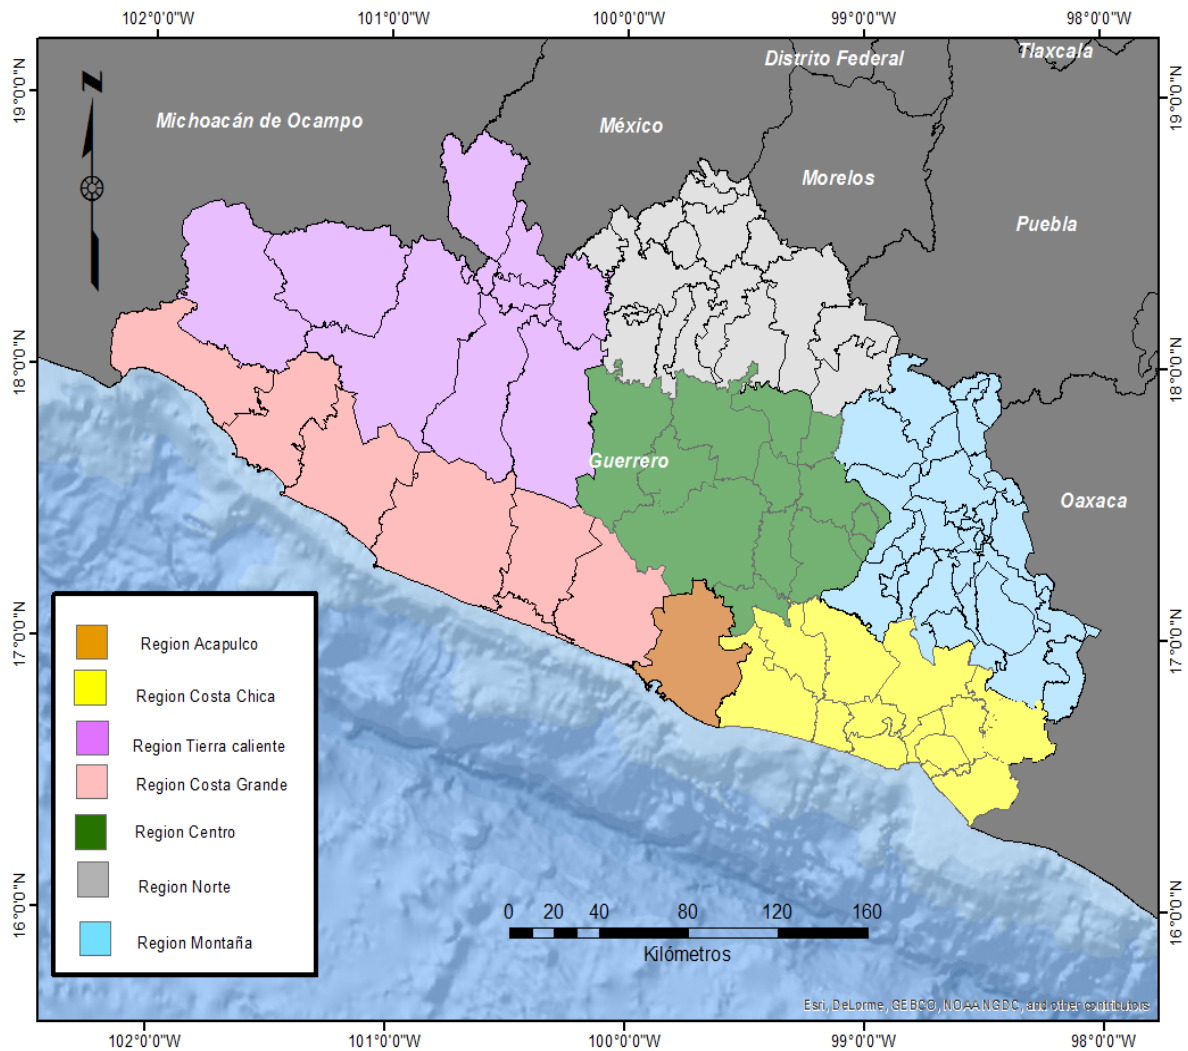 102°0'0"W 101°0'0"W 100°0'0"W 99°0'0"W 98°0'0"W
Distrito Federal
Tlaxcala
19°0'0"N
19°0'0"N
N
Michoacán de Ocampo
México
Morelos
Puebla
18°0'0"N
18°0'0"N
Guerrero
Oaxaca
17°0'0"N
17°0'0"N
Region Acapulco
Region Costa Chica
Region Tierra caliente
Region Costa Grande
Region Centro
Region Norte
Region Montaña
16°0'0"N
16°0'0"N
0 20 40 80 120 160
Kilómetros
Esri, DeLorme, GEBCO, NOAA NGDC, and other contributors
102°0'0"W 101°0'0"W 100°0'0"W 99°0'0"W 98°0'0"W